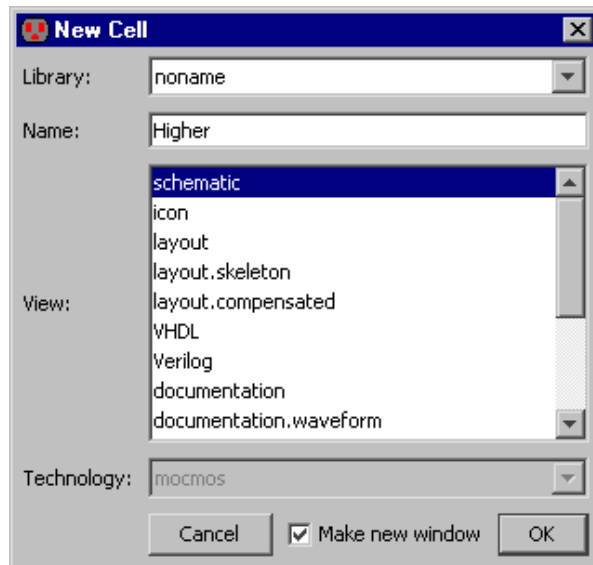 New Cell
Library: noname
Name: Higher
schematic
icon
layout
layout.skeleton
layout.compensated
View:
VHDL
Verilog
documentation
documentation.waveform
Technology: mocmos
Cancel Make new window OK